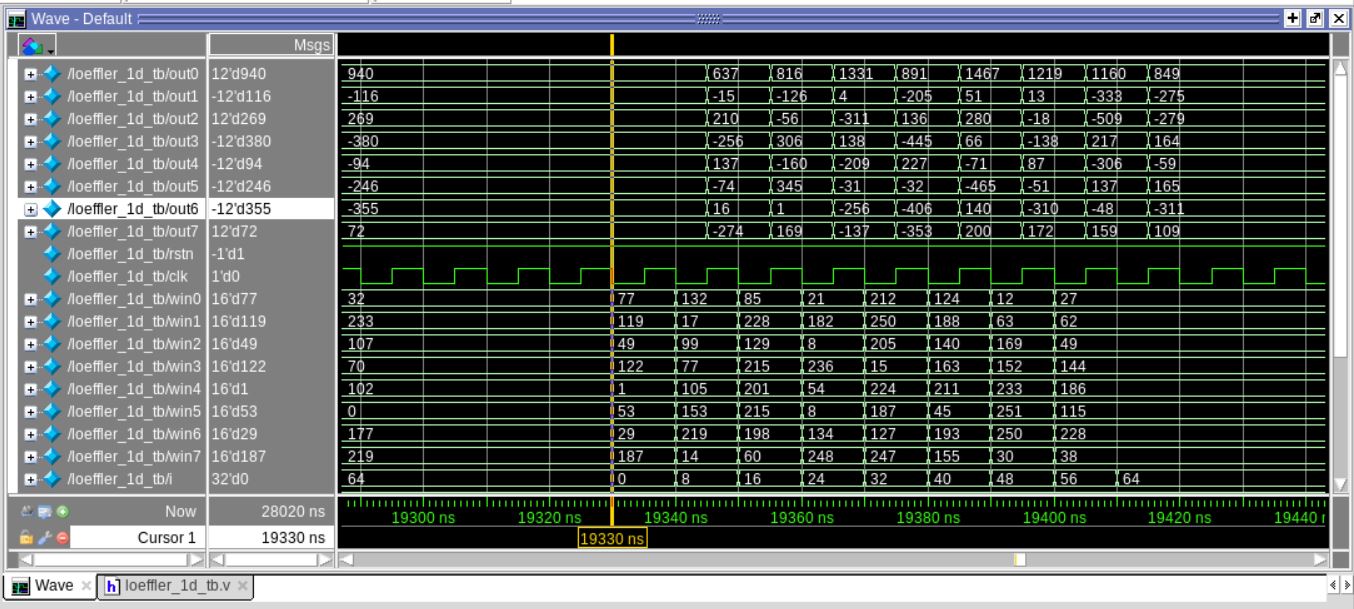 Wave - Default
Msgs
/loeffler_1d_tb/out0 12'd940 940 637 816 1331 891 1467 1219 1160 849
/loeffler_1d_tb/out1 -12'd116 -116 -15 -126 4 -205 51 13 -333 -275
/loeffler_1d_tb/out2 12'd269 269 210 -56 -311 136 280 -18 -509 -279
/loeffler_1d_tb/out3 -12'd380 -380 -256 306 138 -445 66 -138 217 164
/loeffler_1d_tb/out4 -12'd94 -94 137 -160 -209 227 -71 87 -306 -59
/loeffler_1d_tb/out5 -12'd246 -246 -74 345 -31 -32 -465 -51 137 165
/loeffler_1d_tb/out6 -12'd355 -355 16 1 -256 -406 140 -310 -48 -311
/loeffler_1d_tb/out7 12'd72 72 -274 169 -137 -353 200 172 159 109
/loeffler_1d_tb/rstn -1'd1
/loeffler_1d_tb/clk 1'd0
/loeffler_1d_tb/win0 16'd77 32 77 132 85 21 212 124 12 27
/loeffler_1d_tb/win1 16'd119 233 119 17 228 182 250 188 63 62
/loeffler_1d_tb/win2 16'd49 107 49 99 129 8 205 140 169 49
/loeffler_1d_tb/win3 16'd122 70 122 77 215 236 15 163 152 144
/loeffler_1d_tb/win4 16'd1 102 1 105 201 54 224 211 233 186
/loeffler_1d_tb/win5 16'd53 0 53 153 215 8 187 45 251 115
/loeffler_1d_tb/win6 16'd29 177 29 219 198 134 127 193 250 228
/loeffler_1d_tb/win7 16'd187 219 187 14 60 248 247 155 30 38
/loeffler_1d_tb/i 32'd0 64 0 8 16 24 32 40 48 56 64
Now 28020 ns 19300 ns 19320 ns 19340 ns 19360 ns 19380 ns 19400 ns 19420 ns 19440
Cursor 1 19330 ns 19330 ns
Wave loeffler_1d_tb.v